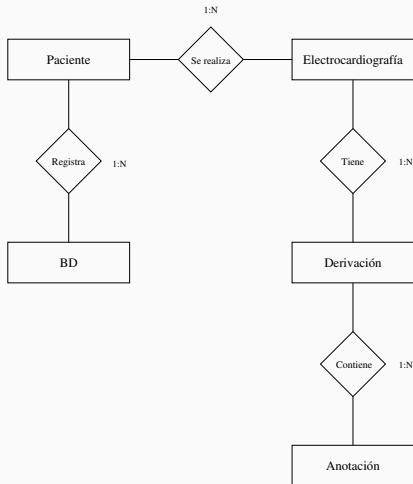 1:N
Paciente
Se realiza
Electrocardiografía
Registra
1:N
Tiene
1:N
BD
Derivación
Contiene
1:N
Anotación